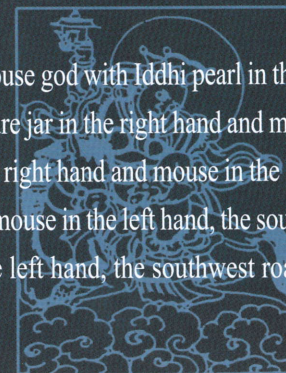 use god with Iddhi pearl in th
re jar in the right hand and m
right hand and mouse in the
mouse in the left hand, the sou
left hand, the southwest roa